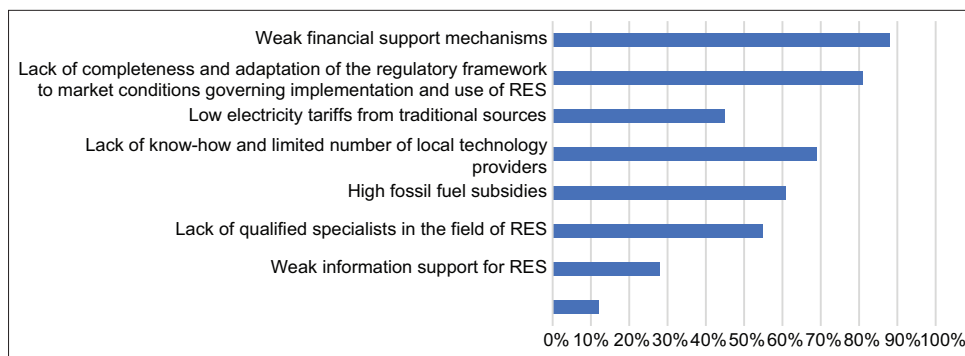 Weak financial support mechanisms
Lack of completeness and adaptation of the regulatory framework
to market conditions governing implementation and use of RES
Low electricity tariffs from traditional sources
Lack of know-how and limited number of local technology
providers
High fossil fuel subsidies
Lack of qualified specialists in the field of RES
Weak information support for RES
0% 10% 20% 30% 40% 50% 60% 70% 80% 90% 100%